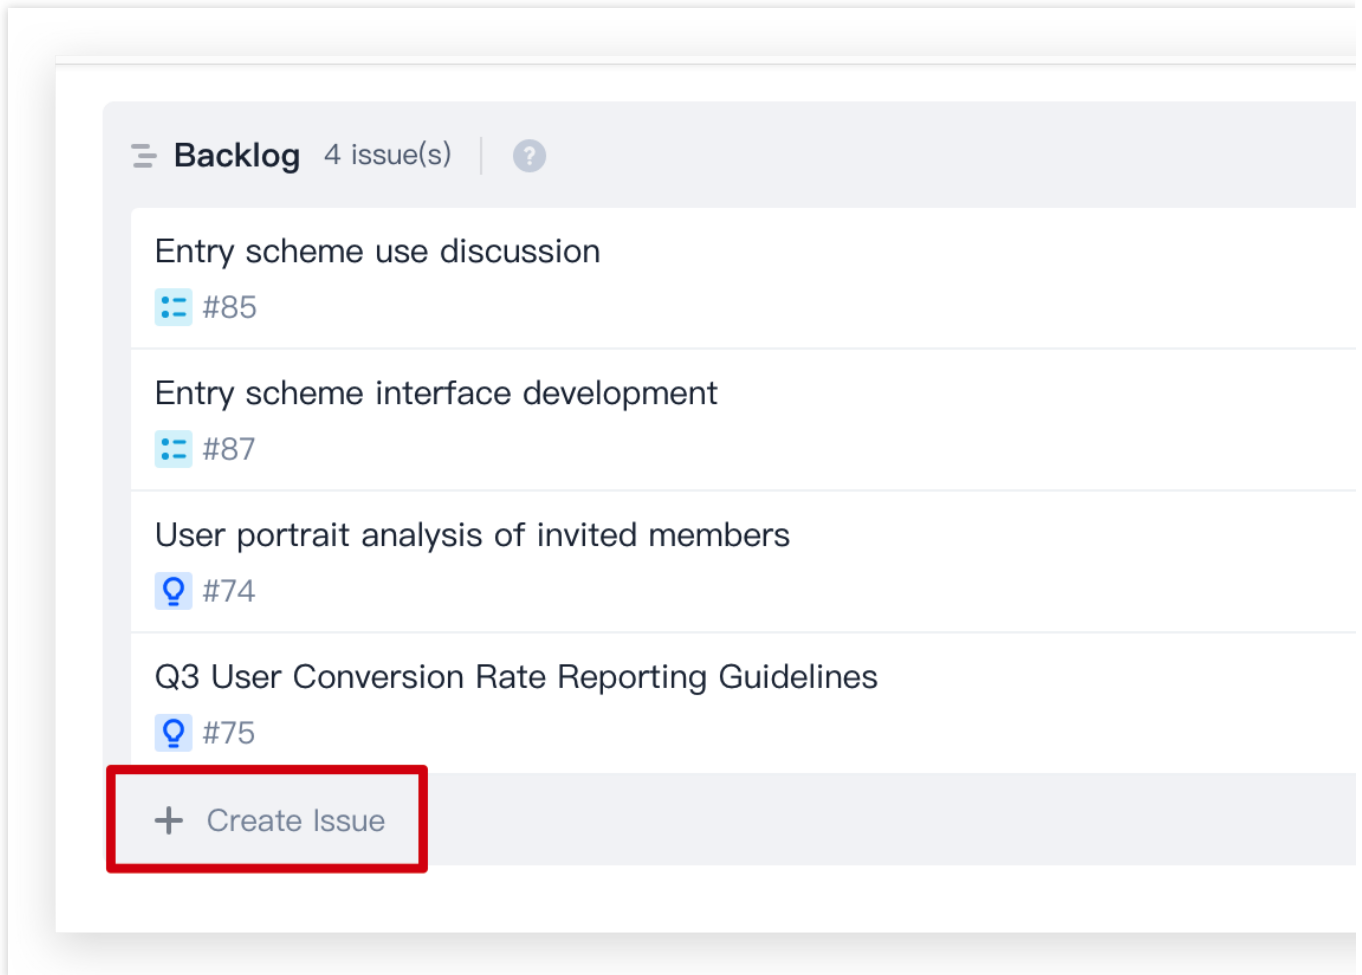 Backlog 4 issue(s) ?
Entry scheme use discussion
#85
Entry scheme interface development
#87
User portrait analysis of invited members
#74
Q3 User Conversion Rate Reporting Guidelines
#75
+ Create Issue